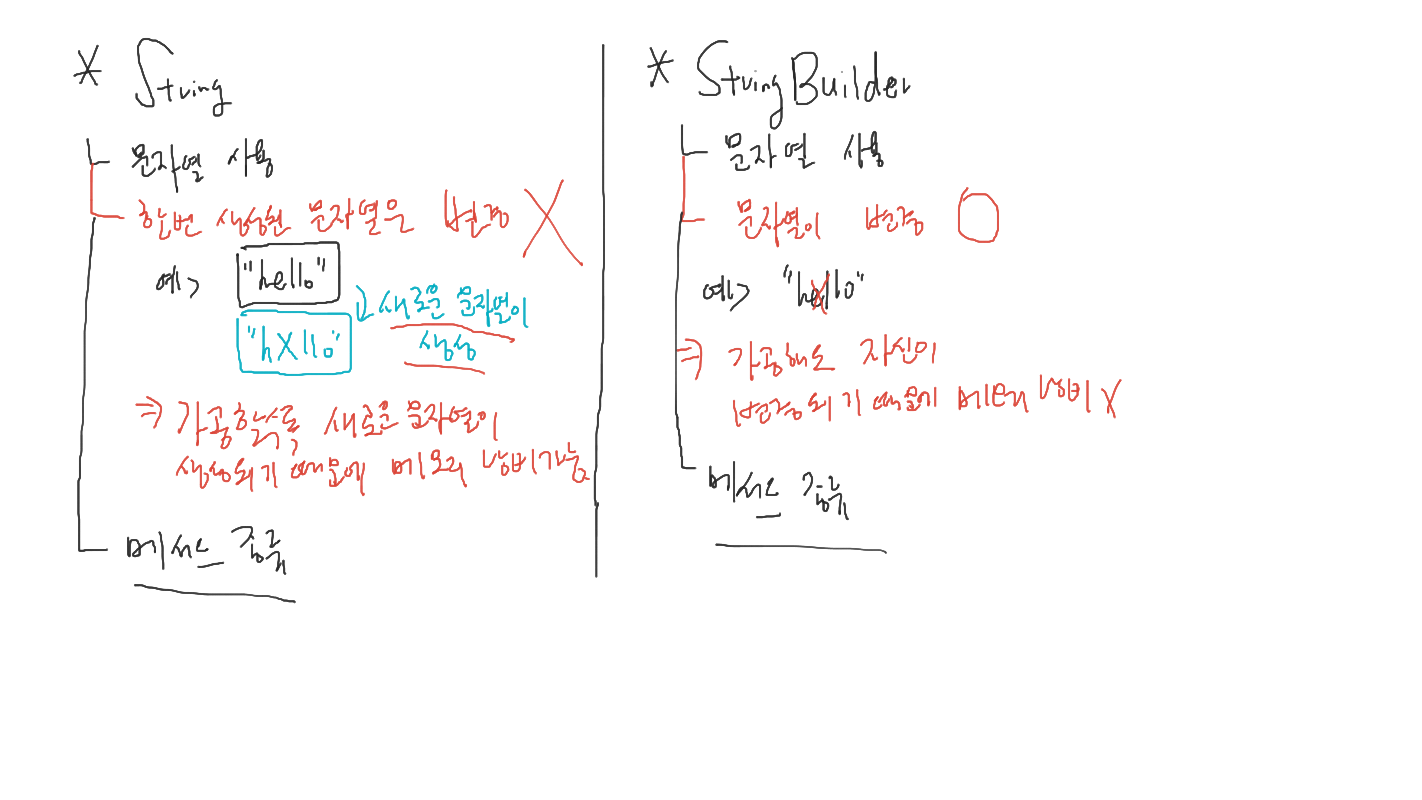 * String
문자열 사용
한번 생성한 문자열은 변경 X
예> "hello"
"hXllo"
새로운 문자열이
생성
⇒ 가공할수록 새로운 문자열이
생성되기 때문에 메모리 낭비가능
메서드 종류
* StringBuilder
문자열 사용
문자열이 변경 O
예> "hello"
⇒ 가공해도 자신이
변경되기 때문에 메모리 낭비 X
메서드 종류